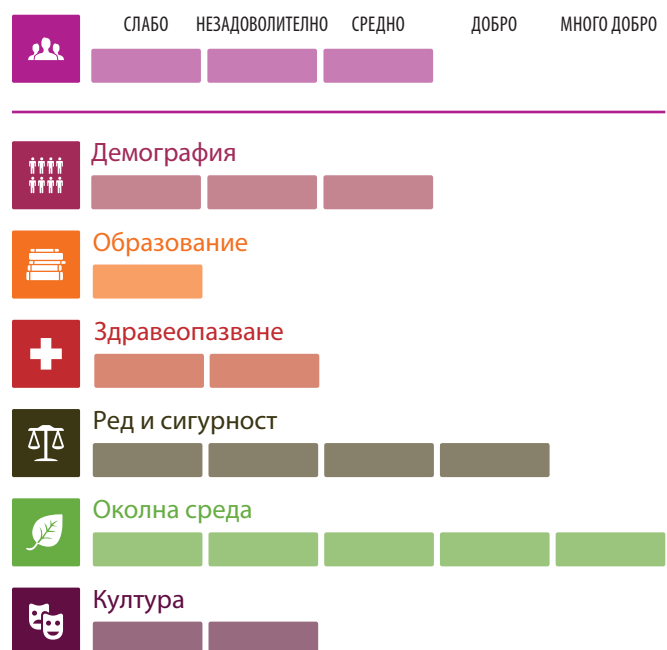 СЛАБО НЕЗАДОВОЛИТЕЛНО СРЕДНО ДОБРО МНОГО ДОБРО
Демография
Образование
Здравеопазване
Ред и сигурност
Околна среда
Култура